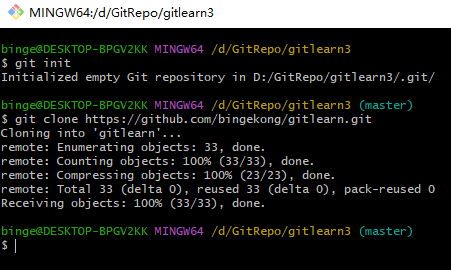 MINGW64:/d/GitRepo/gitlearn3
binge@DESKTOP-BPGV2KK MINGW64 /d/GitRepo/gitlearn3
$ git init
Initialized empty Git repository in D:/GitRepo/gitlearn3/.git/
binge@DESKTOP-BPGV2KK MINGW64 /d/GitRepo/gitlearn3 (master)
$ git clone https://github.com/bingekong/gitlearn.git
Cloning into 'gitlearn'...
remote: Enumerating objects: 33, done.
remote: Counting objects: 100% (33/33), done.
remote: Compressing objects: 100% (23/23), done.
remote: Total 33 (delta 0), reused 33 (delta 0), pack-reused 0
Receiving objects: 100% (33/33), done.
binge@DESKTOP-BPGV2KK MINGW64 /d/GitRepo/gitlearn3 (master)
$